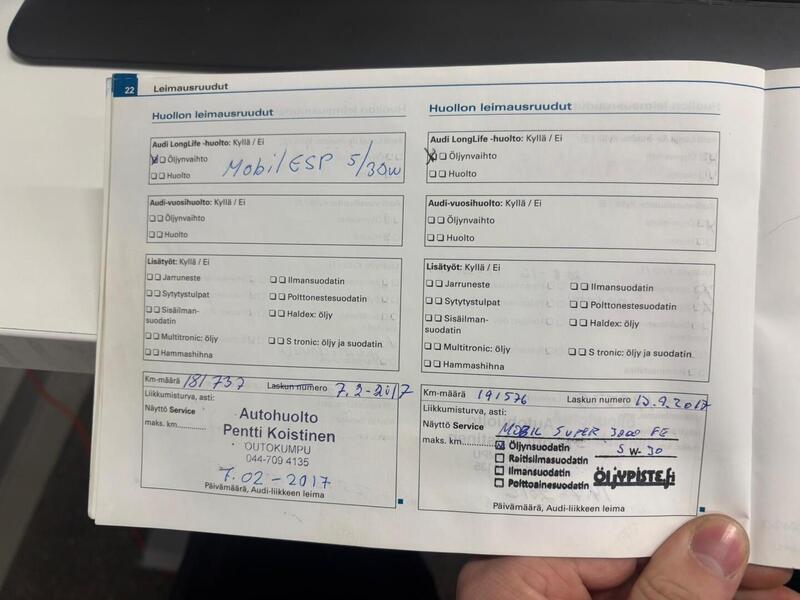 22 Leimausruudut
Huollon leimausruudut
Audi LongLife -huolto: Kyllä / Ei
Öljynvaihto
Mobil ESP 5/30w
Huolto
Audi-vuosihuolto: Kyllä / Ei
Öljynvaihto
Huolto
Lisätyöt: Kyllä / Ei
Jarruneste
Ilmansuodatin
Sytytystulpat
Polttonestesuodatin
Sisäilman-
suodatin
Haldex: öljy
Multitronic: öljy
S tronic: öljy ja suodatin
Hammashihna
Km-määrä 181737 Laskun numero 7.2-2017
Liikkumisturva, asti:
Näyttö Service
maks. km
Autohuolto
Pentti Koistinen
OUTOKUMPU
044-709 4135
7.02-2017
Päivämäärä, Audi-liikkeen leima
Huollon leimausruudut
Audi LongLife -huolto: Kyllä / Ei
Öljynvaihto
Huolto
Audi-vuosihuolto: Kyllä / Ei
Öljynvaihto
Huolto
Lisätyöt: Kyllä / Ei
Jarruneste
Ilmansuodatin
Sytytystulpat
Polttonestesuodatin
Sisäilman-
suodatin
Haldex: öljy
Multitronic: öljy
S tronic: öljy ja suodatin
Hammashihna
Km-määrä 191576 Laskun numero
Liikkumisturva, asti:
Näyttö Service MOBIL SUPER 3000 FE
maks. km
Öljynsuodatin 5 W- 30
Raitisilmasuodatin
Ilmansuodatin
Polttoainesuodatin
ÖLJYPISTE.fi
Päivämäärä, Audi-liikkeen leima